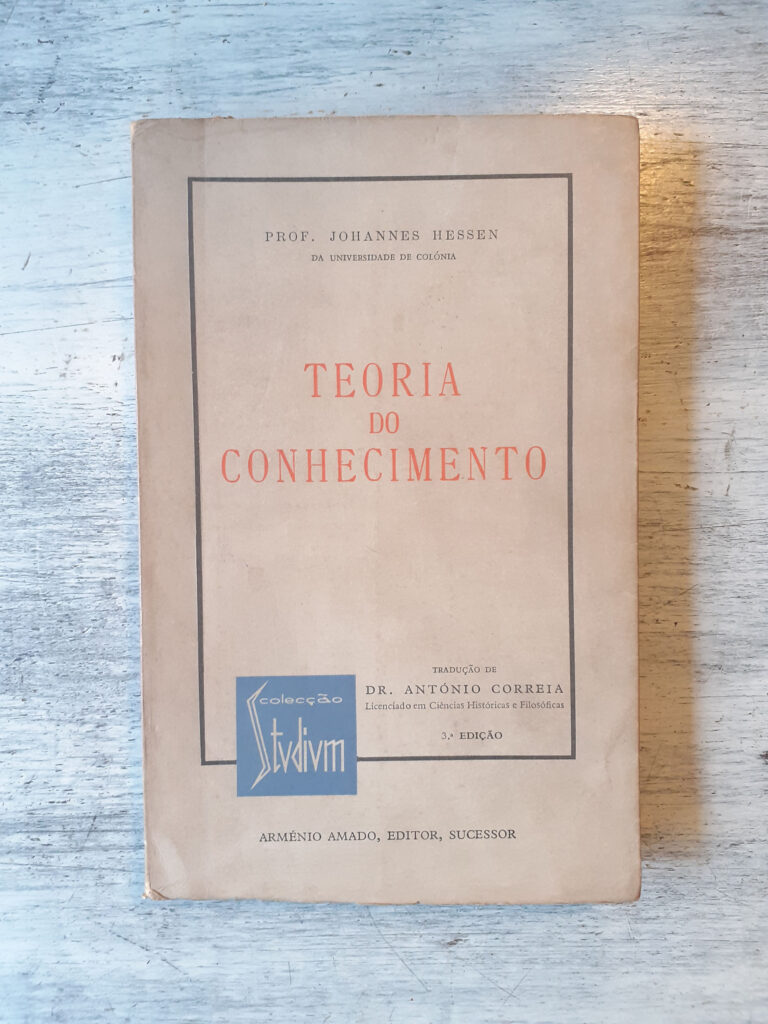 PROF. JOHANNES HESSEN
DA UNIVERSIDADE DE COLÓNIA
TEORIA
DO
CONHECIMENTO
TRADUÇÃO DE
DR. ANTÓNIO CORREIA
Licenciado em Ciências Históricas e Filosóficas
3.ª EDIÇÃO
colecção
Stvdivm
ARMÉNIO AMADO, EDITOR, SUCESSOR